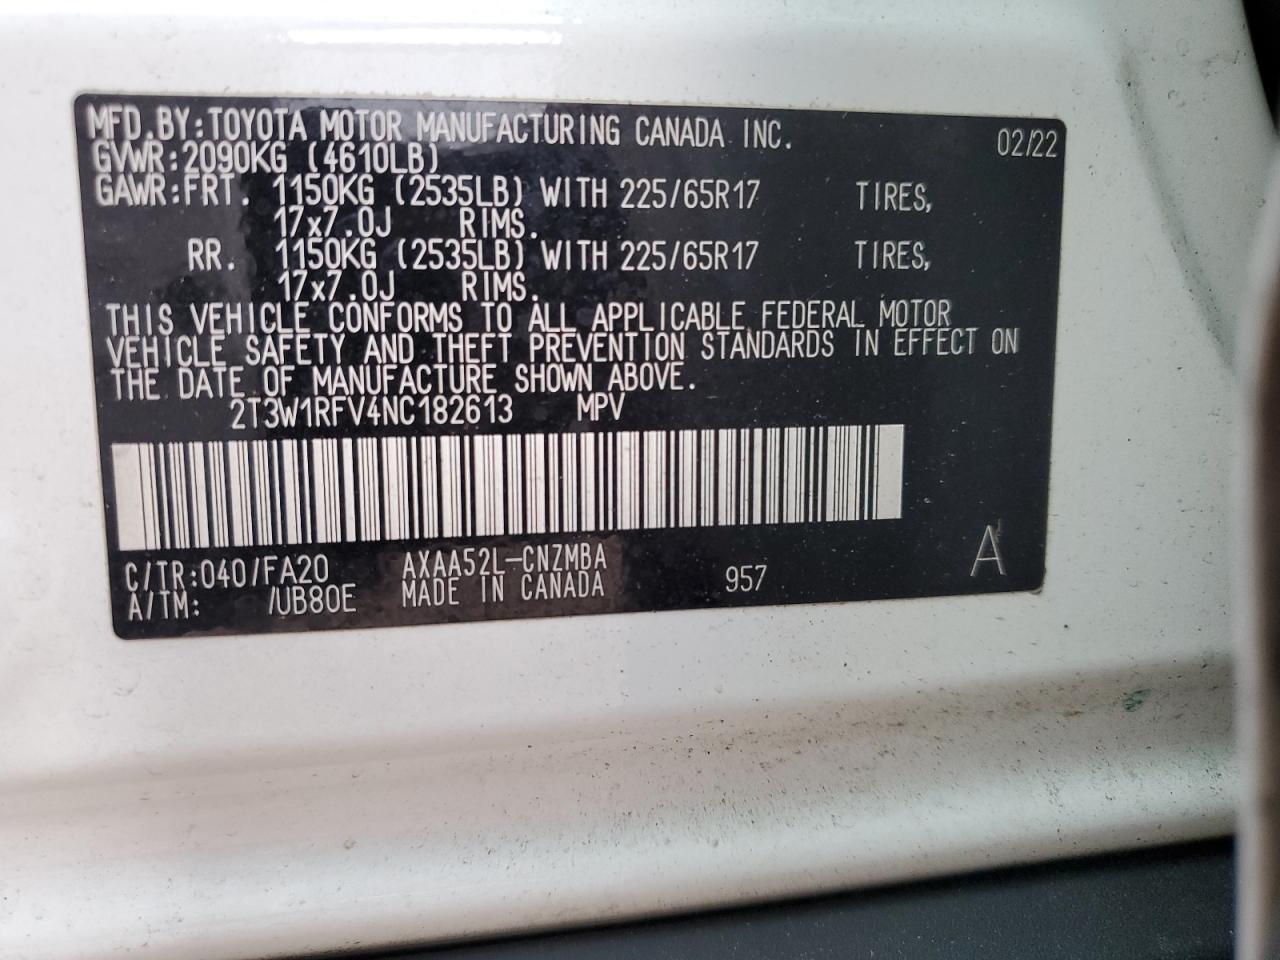 MFD.BY:TOYOTA MOTOR MANUFACTURING CANADA INC. 02/22
GVWR:2090KG (4610LB)
GAWR:FRT. 1150KG (2535LB) WITH 225/65R17 TIRES,
17x7.0J RIMS.
RR. 1150KG (2535LB) WITH 225/65R17 TIRES,
17x7.0J RIMS.
THIS VEHICLE CONFORMS TO ALL APPLICABLE FEDERAL MOTOR
VEHICLE SAFETY AND THEFT PREVENTION STANDARDS IN EFFECT ON
THE DATE OF MANUFACTURE SHOWN ABOVE.
2T3W1RFV4NC182613 MPV
C/TR:040/FA20 AXAA52L-CNZMBA
A/TM: /UB80E MADE IN CANADA 957 A